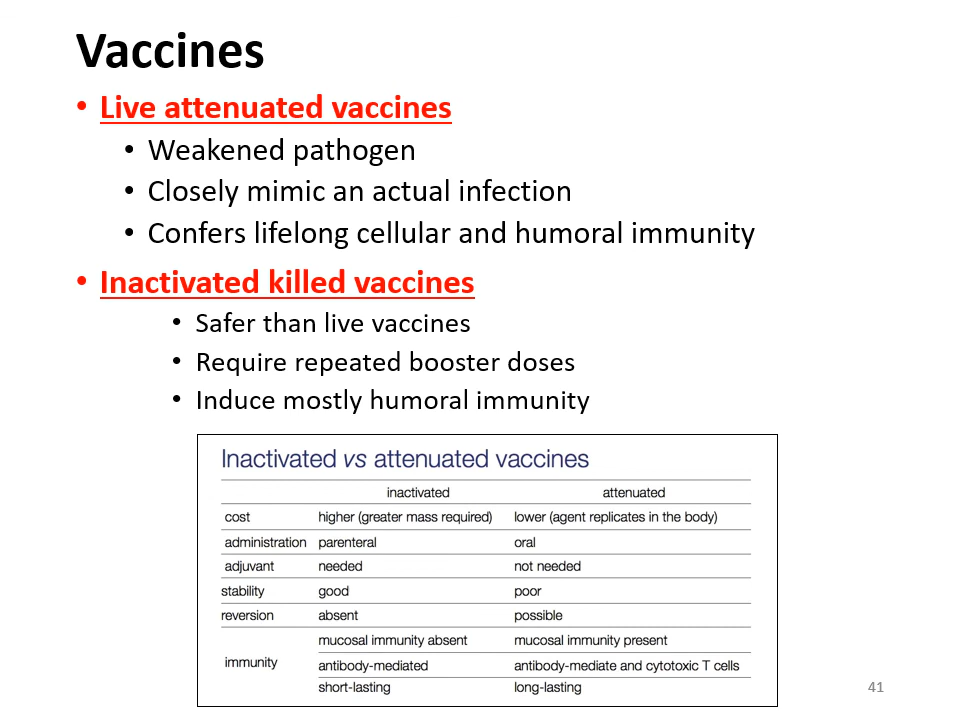 Vaccines
• Live attenuated vaccines
• Weakened pathogen
• Closely mimic an actual infection
• Confers lifelong cellular and humoral immunity
• Inactivated killed vaccines
• Safer than live vaccines
• Require repeated booster doses
• Induce mostly humoral immunity
Inactivated vs attenuated vaccines
inactivated attenuated
cost higher (greater mass required) lower (agent replicates in the body)
administration parenteral oral
adjuvant needed not needed
stability good poor
reversion absent possible
immunity mucosal immunity absent mucosal immunity present
antibody-mediated antibody-mediate and cytotoxic T cells
short-lasting long-lasting
41